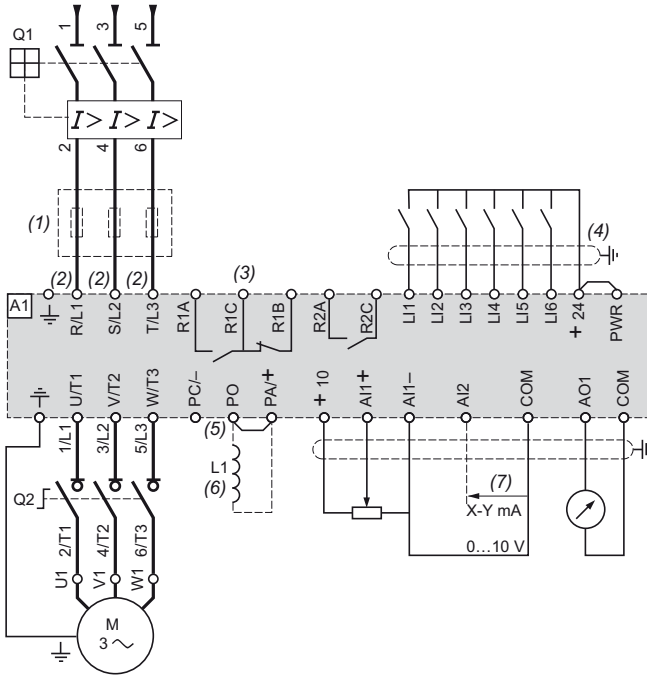 1 3 5
Q1
I> I> I>
2 4 6
(1)
(4)
(2) (2) (2) (3)
A1
R/L1 S/L2 T/L3 R1A R1C R1B R2A R2C LI1 LI2 LI3 LI4 LI5 LI6 +24 PWR
U/T1 V/T2 W/T3 PC/– PO PA/+ +10 AI1+ AI1– AI2 COM AO1 COM
(5)
1/L1 3/L2 5/L3
L1
(6)
(7)
X-Y mA
Q2
2/T1 4/T2 6/T3
0...10 V
U1 V1 W1
M
3